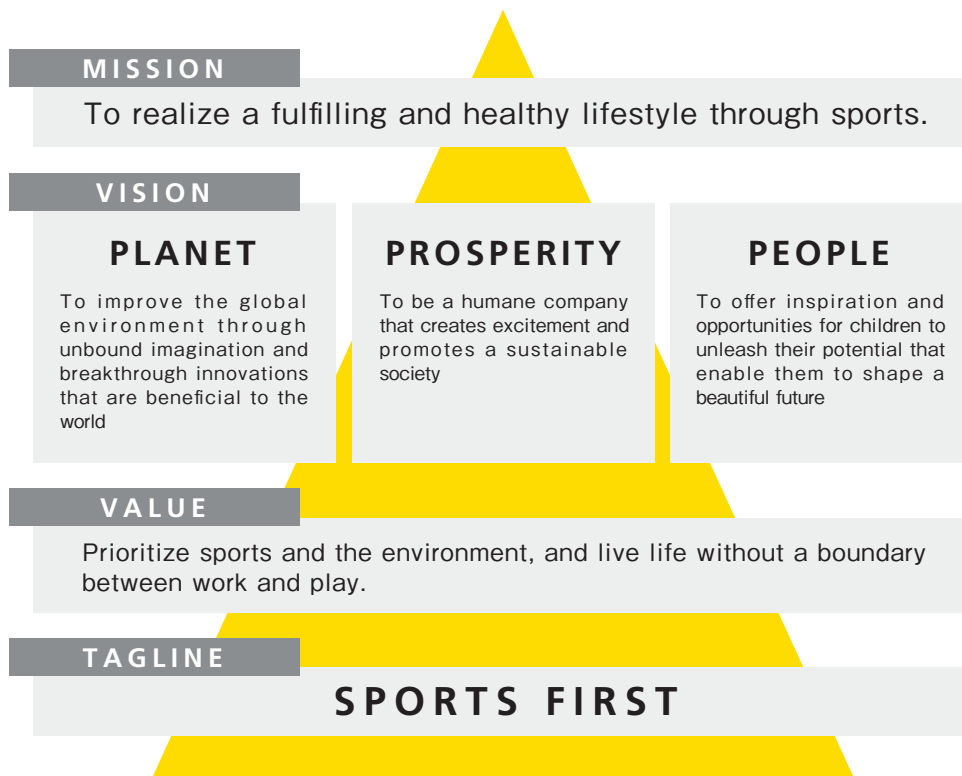 MISSION
To realize a fulfilling and healthy lifestyle through sports.
VISION
PLANET
To improve the global
environment through
unbound imagination and
breakthrough innovations
that are beneficial to the
world
PROSPERITY
To be a humane company
that creates excitement and
promotes a sustainable
society
PEOPLE
To offer inspiration and
opportunities for children to
unleash their potential that
enable them to shape a
beautiful future
VALUE
Prioritize sports and the environment, and live life without a boundary
between work and play.
TAGLINE
SPORTS FIRST